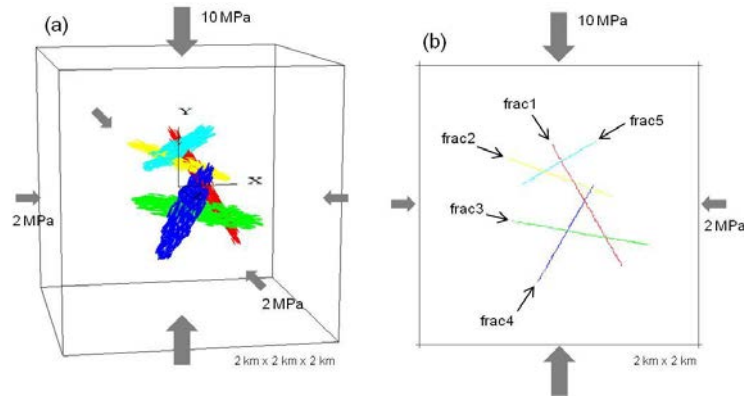 (a)
10 MPa
Y
X
2 MPa
2 MPa
2 km x 2 km x 2 km
(b)
10 MPa
frac1
frac5
frac2
frac3
2 MPa
frac4
2 km x 2 km